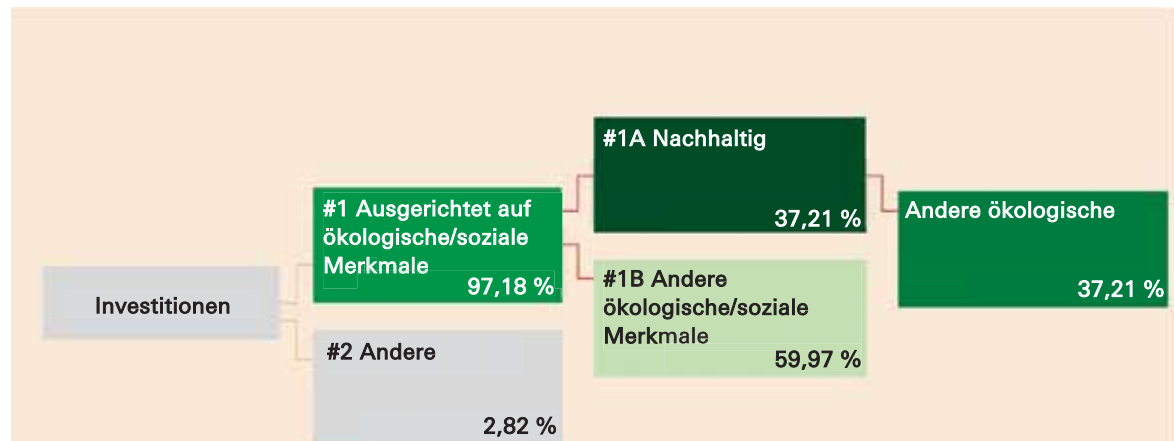 Investitionen
#1 Ausgerichtet auf
ökologische/soziale
Merkmale
97,18 %
#2 Andere
2,82 %
#1A Nachhaltig
37,21 %
#1B Andere
ökologische/soziale
Merkmale
59,97 %
Andere ökologische
37,21 %